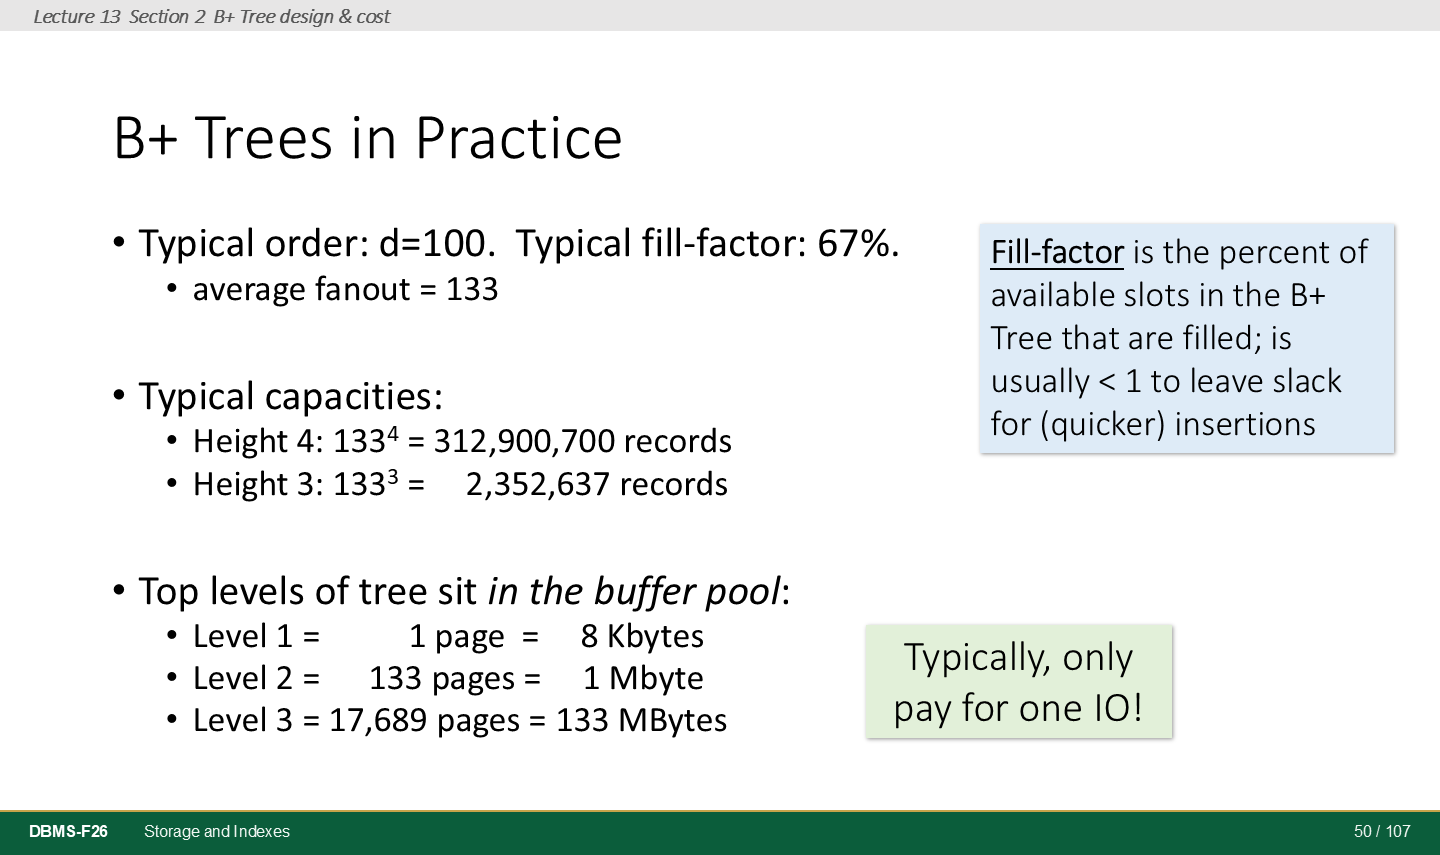 Lecture 13 Section 2 B+ Tree design & cost
B+ Trees in Practice
• Typical order: d=100. Typical fill-factor: 67%.
• average fanout = 133
• Typical capacities:
• Height 4: 133⁴ = 312,900,700 records
• Height 3: 133³ = 2,352,637 records
• Top levels of tree sit in the buffer pool:
• Level 1 = 1 page = 8 Kbytes
• Level 2 = 133 pages = 1 Mbyte
• Level 3 = 17,689 pages = 133 MBytes
Fill-factor is the percent of
available slots in the B+
Tree that are filled; is
usually < 1 to leave slack
for (quicker) insertions
Typically, only
pay for one IO!
DBMS-F26 Storage and Indexes 50 / 107